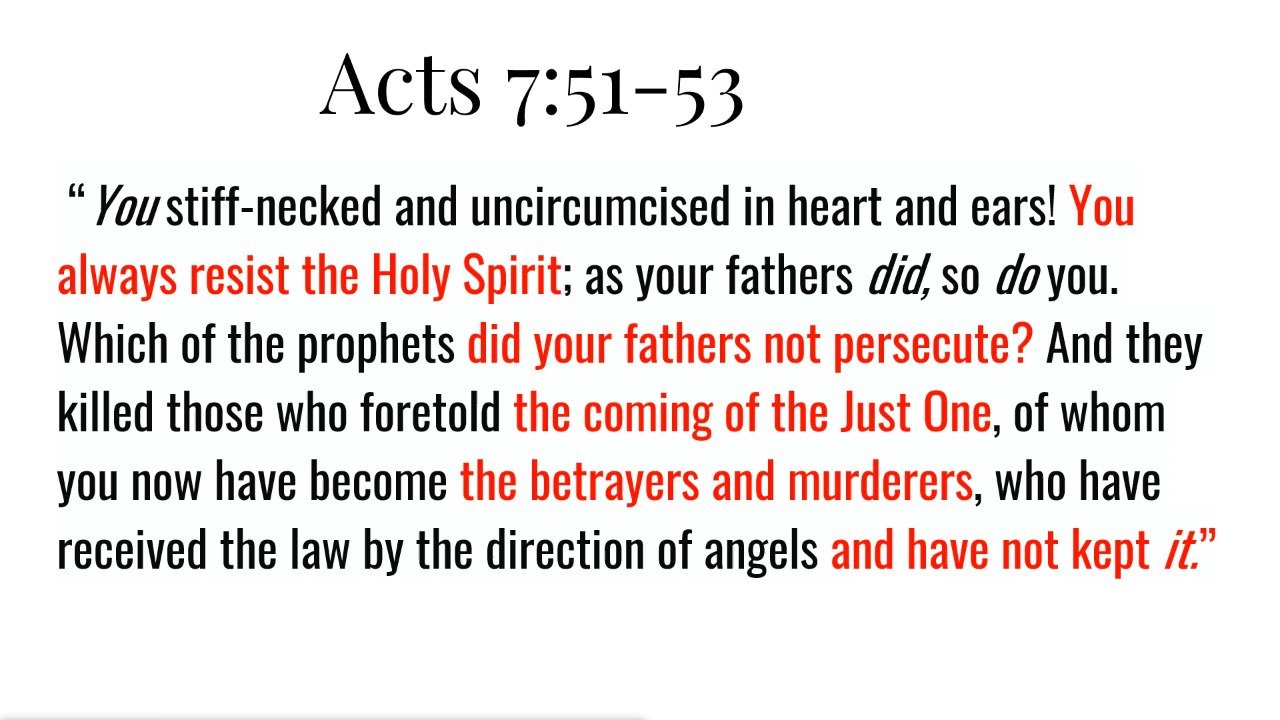 Acts 7:51-53
“You stiff-necked and uncircumcised in heart and ears! You
always resist the Holy Spirit; as your fathers did, so do you.
Which of the prophets did your fathers not persecute? And they
killed those who foretold the coming of the Just One, of whom
you now have become the betrayers and murderers, who have
received the law by the direction of angels and have not kept it.”